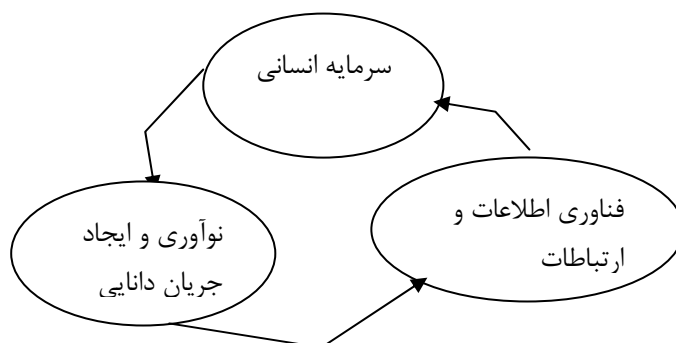 سرمایه انسانی
فناوری اطلاعات و
ارتباطات
نوآوری و ایجاد
جریان دانایی